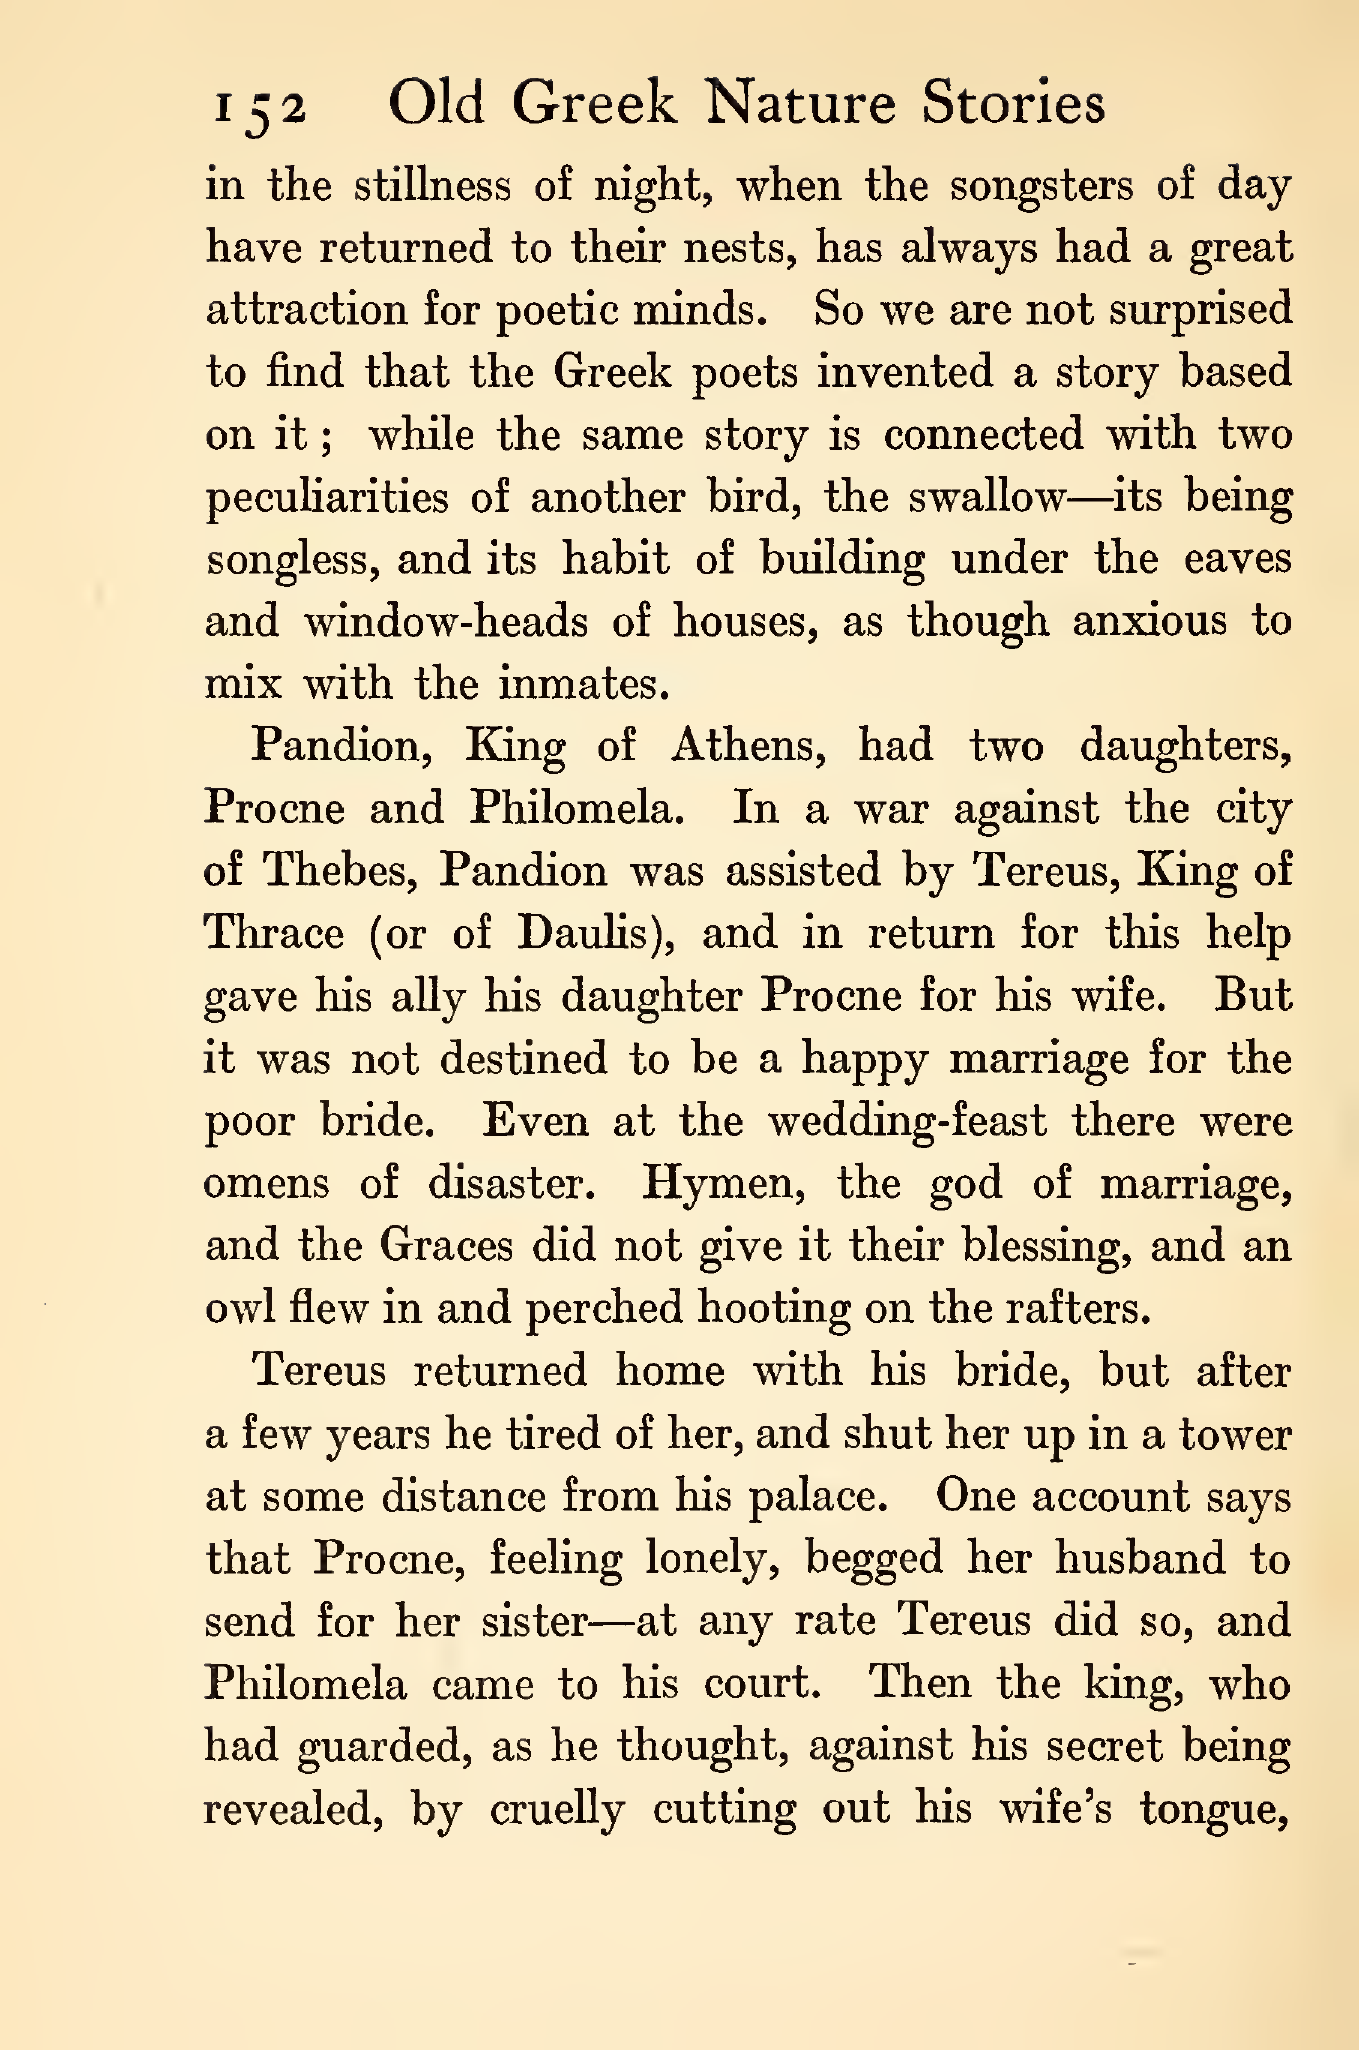 152 Old Greek Nature Stories
in the stillness of night, when the songsters of day
have returned to their nests, has always had a great
attraction for poetic minds. So we are not surprised
to find that the Greek poets invented a story based
on it ; while the same story is connected with two
peculiarities of another bird, the swallow—its being
songless, and its habit of building under the eaves
and window-heads of houses, as though anxious to
mix with the inmates.
Pandion, King of Athens, had two daughters,
Procne and Philomela. In a war against the city
of Thebes, Pandion was assisted by Tereus, King of
Thrace (or of Daulis), and in return for this help
gave his ally his daughter Procne for his wife. But
it was not destined to be a happy marriage for the
poor bride. Even at the wedding-feast there were
omens of disaster. Hymen, the god of marriage,
and the Graces did not give it their blessing, and an
owl flew in and perched hooting on the rafters.
Tereus returned home with his bride, but after
a few years he tired of her, and shut her up in a tower
at some distance from his palace. One account says
that Procne, feeling lonely, begged her husband to
send for her sister—at any rate Tereus did so, and
Philomela came to his court. Then the king, who
had guarded, as he thought, against his secret being
revealed, by cruelly cutting out his wife's tongue,